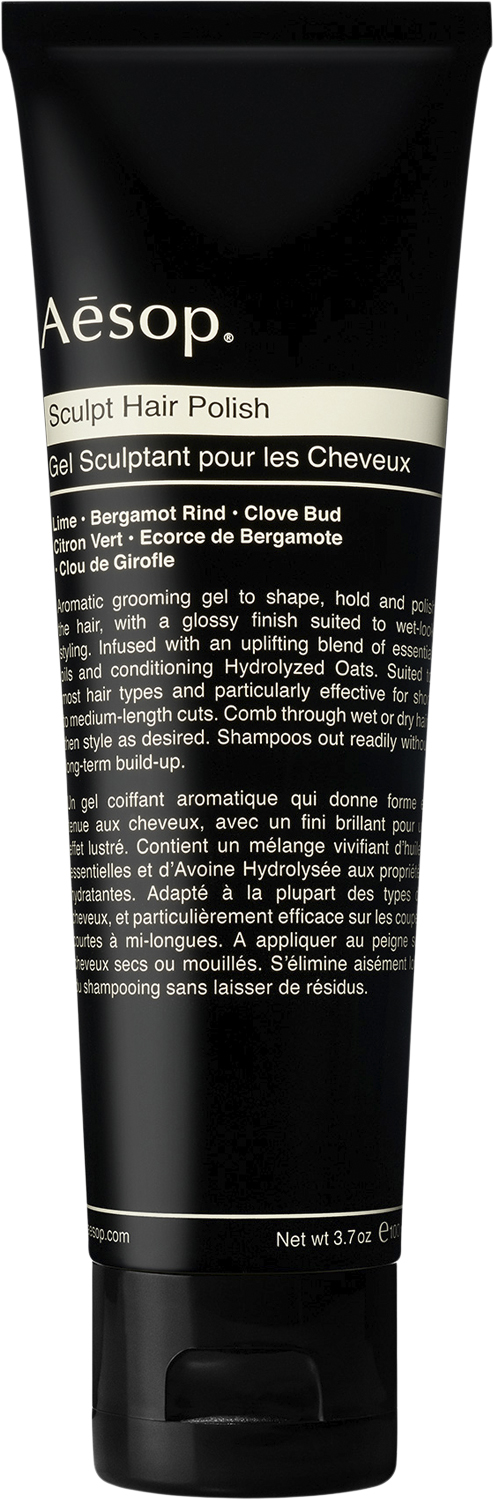 Aēsop®
Sculpt Hair Polish
Gel Sculptant pour les Cheveux
Lime • Bergamot Rind • Clove Bud
Citron Vert • Ecorce de Bergamote
• Clou de Girofle
Aromatic grooming gel to shape, hold and polish
the hair, with a glossy finish suited to wet-look
styling. Infused with an uplifting blend of essential
oils and conditioning Hydrolyzed Oats. Suited
most hair types and particularly effective for short
to medium-length cuts. Comb through wet or dry hair
then style as desired. Shampoos out readily without
long-term build-up.
Un gel coiffant aromatique qui donne forme
tenue aux cheveux, avec un fini brillant pour
effet lustré. Contient un mélange vivifiant d’huiles
essentielles et d’Avoine Hydrolysée aux propriétés
hydratantes. Adapté à la plupart des types
cheveux, et particulièrement efficace sur les coupes
courtes à mi-longues. A appliquer au peigne
cheveux secs ou mouillés. S’élimine aisément
du shampooing sans laisser de résidus.
aesop.com
Net wt 3.7 oz ℮